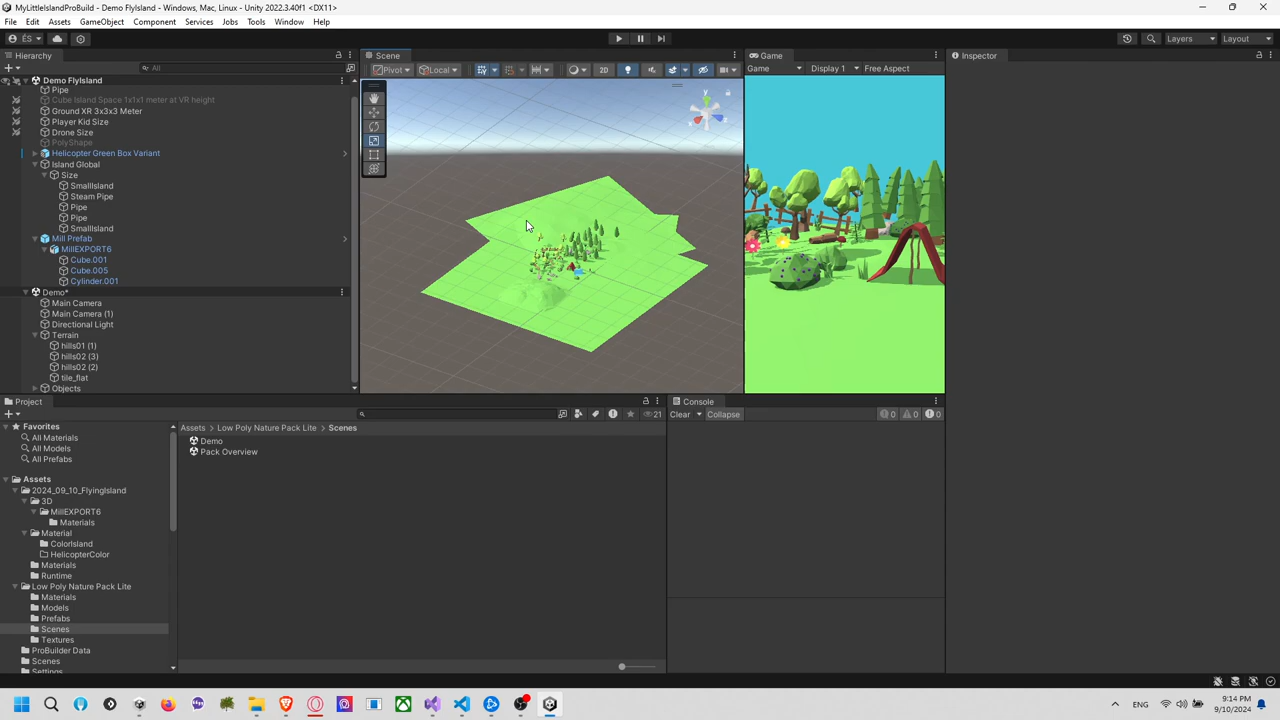 MyLittleIslandProBuild - Demo FlyIsland - Windows, Mac, Linux - Unity 2022.3.40f1 <DX11>
File Edit Assets GameObject Component Services Jobs Tools Window Help
ÉS
Layers
Layout
Hierarchy
All
Demo FlyIsland
Pipe
Cube Island Space 1x1x1 meter at VR height
Ground XR 3x3x3 Meter
Player Kid Size
Drone Size
PolyShape
Helicopter Green Box Variant
Island Global
Size
SmallIsland
Steam Pipe
Pipe
Pipe
SmallIsland
Mill Prefab
MillEXPORT6
Cube.001
Cube.005
Cylinder.001
Demo*
Main Camera
Main Camera (1)
Directional Light
Terrain
hills01 (1)
hills02 (3)
hills02 (2)
tile_flat
Objects
Scene
Pivot
Local
2D
y
x
z
Game
Game
Display 1
Free Aspect
Inspector
Project
21
Favorites
All Materials
All Models
All Prefabs
Assets
2024_09_10_FlyingIsland
3D
MillEXPORT6
Materials
Material
ColorIsland
HelicopterColor
Materials
Runtime
Low Poly Nature Pack Lite
Materials
Models
Prefabs
Scenes
Textures
ProBuilder Data
Scenes
Settings
Assets > Low Poly Nature Pack Lite > Scenes
Demo
Pack Overview
Console
Clear
Collapse
0
0
0
ENG
9:14 PM
9/10/2024